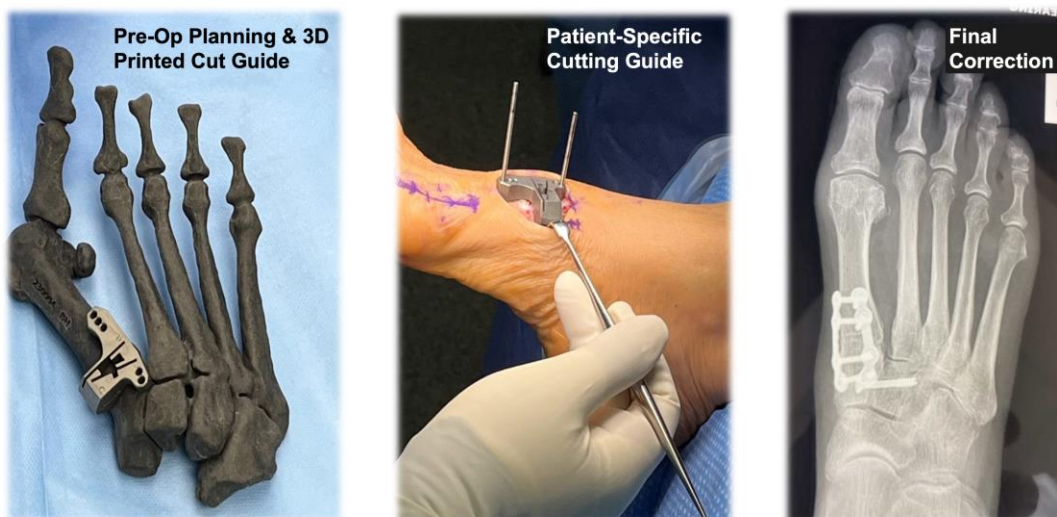 Pre-Op Planning & 3D
Printed Cut Guide
Patient-Specific
Cutting Guide
Final
Correction